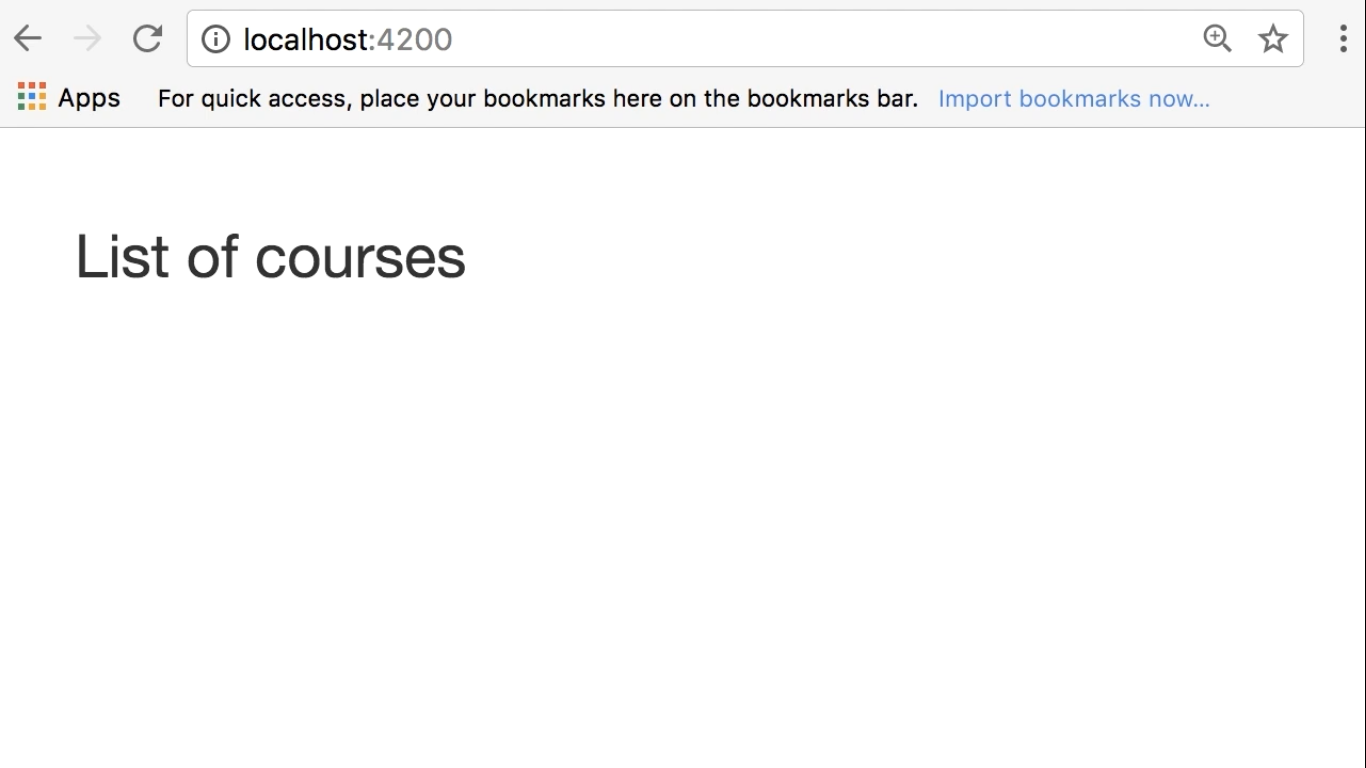 localhost:4200
Apps For quick access, place your bookmarks here on the bookmarks bar. Import bookmarks now...
List of courses